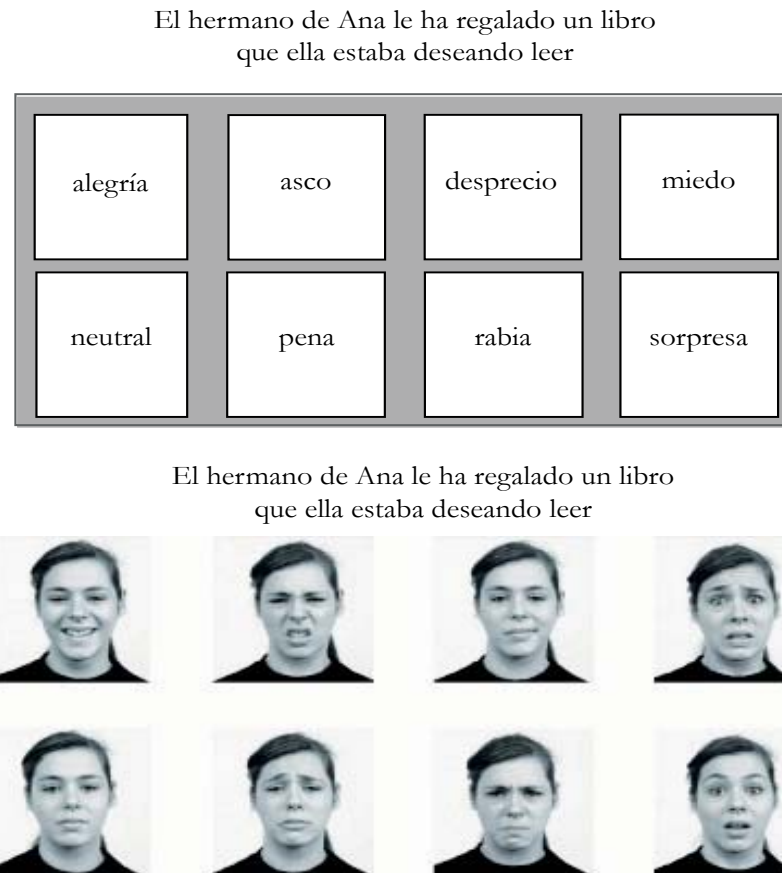 El hermano de Ana le ha regalado un libro
que ella estaba deseando leer
alegría asco desprecio miedo
neutral pena rabia sorpresa
El hermano de Ana le ha regalado un libro
que ella estaba deseando leer